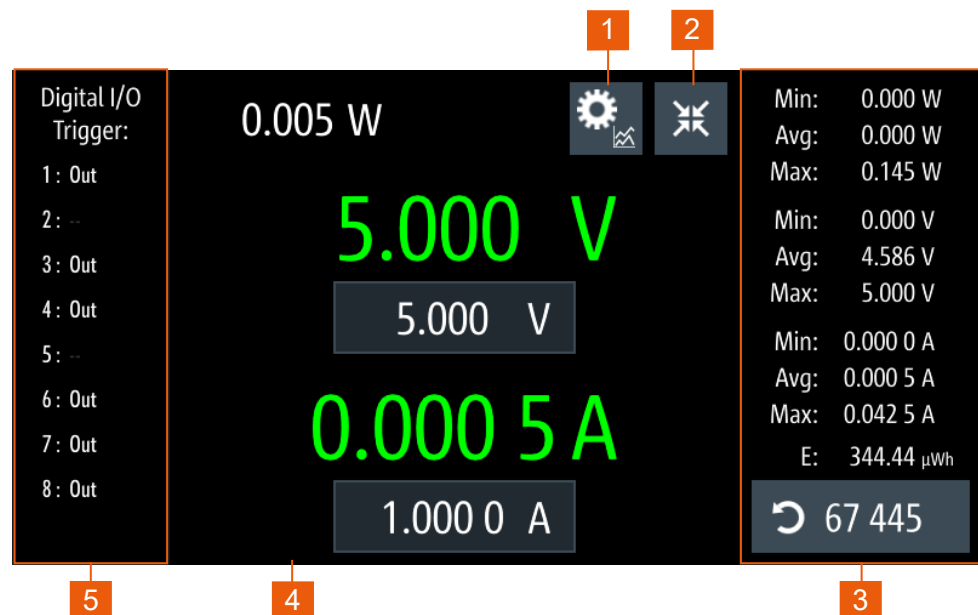 1
2
Digital I/O
Trigger:
1: Out
2: --
3: Out
4: Out
5: --
6: Out
7: Out
8: Out
0.005 W
5.000 V
5.000 V
0.000 5 A
1.000 0 A
Min: 0.000 W
Avg: 0.000 W
Max: 0.145 W
Min: 0.000 V
Avg: 4.586 V
Max: 5.000 V
Min: 0.000 0 A
Avg: 0.000 5 A
Max: 0.042 5 A
E: 344.44 µWh
67 445
5
4
3